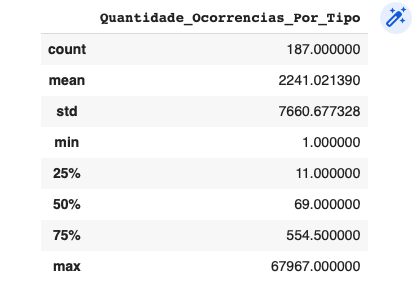 Quantidade_Ocorrencias_Por_Tipo
count 187.000000
mean 2241.021390
std 7660.677328
min 1.000000
25% 11.000000
50% 69.000000
75% 554.500000
max 67967.000000